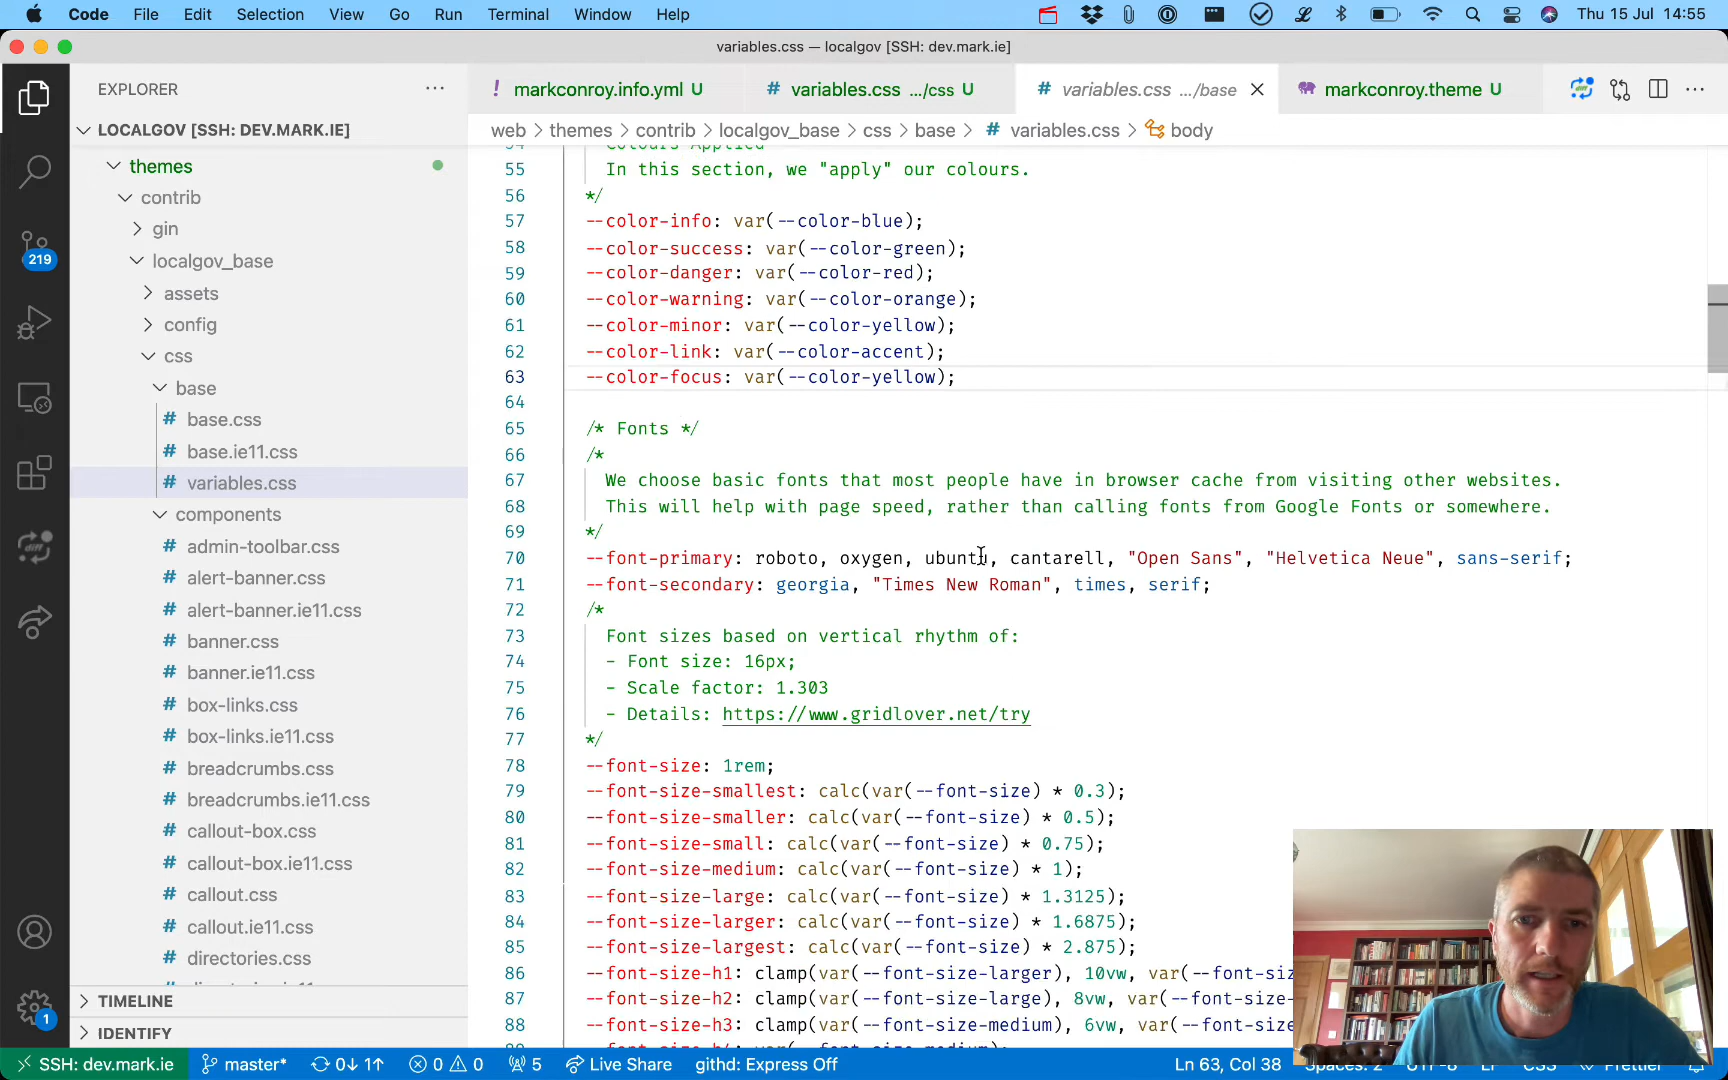 Code File Edit Selection View Go Run Terminal Window Help Thu 15 Jul 14:55
variables.css — localgov [SSH: dev.mark.ie]
EXPLORER
LOCALGOV [SSH: DEV.MARK.IE]
themes
contrib
gin
localgov_base
assets
config
css
base
base.css
base.ie11.css
variables.css
components
admin-toolbar.css
alert-banner.css
alert-banner.ie11.css
banner.css
banner.ie11.css
box-links.css
box-links.ie11.css
breadcrumbs.css
breadcrumbs.ie11.css
callout-box.css
callout-box.ie11.css
callout.css
callout.ie11.css
directories.css
TIMELINE
IDENTIFY
219
1
! markconroy.info.yml U # variables.css .../css U # variables.css .../base markconroy.theme U
web > themes > contrib > localgov_base > css > base > # variables.css > body
54 Colours Applied
55 In this section, we "apply" our colours.
56 */
57 --color-info: var(--color-blue);
58 --color-success: var(--color-green);
59 --color-danger: var(--color-red);
60 --color-warning: var(--color-orange);
61 --color-minor: var(--color-yellow);
62 --color-link: var(--color-accent);
63 --color-focus: var(--color-yellow);
64
65 /* Fonts */
66 /*
67 We choose basic fonts that most people have in browser cache from visiting other websites.
68 This will help with page speed, rather than calling fonts from Google Fonts or somewhere.
69 */
70 --font-primary: roboto, oxygen, ubuntu, cantarell, "Open Sans", "Helvetica Neue", sans-serif;
71 --font-secondary: georgia, "Times New Roman", times, serif;
72 /*
73 Font sizes based on vertical rhythm of:
74 - Font size: 16px;
75 - Scale factor: 1.303
76 - Details: https://www.gridlover.net/try
77 */
78 --font-size: 1rem;
79 --font-size-smallest: calc(var(--font-size) * 0.3);
80 --font-size-smaller: calc(var(--font-size) * 0.5);
81 --font-size-small: calc(var(--font-size) * 0.75);
82 --font-size-medium: calc(var(--font-size) * 1);
83 --font-size-large: calc(var(--font-size) * 1.3125);
84 --font-size-larger: calc(var(--font-size) * 1.6875);
85 --font-size-largest: calc(var(--font-size) * 2.875);
86 --font-size-h1: clamp(var(--font-size-larger), 10vw, var(--font-siz
87 --font-size-h2: clamp(var(--font-size-large), 8vw, var(--font-size-
88 --font-size-h3: clamp(var(--font-size-medium), 6vw, var(--font-size
SSH: dev.mark.ie master* 0↓ 1↑ 0 0 5 Live Share githd: Express Off Ln 63, Col 38